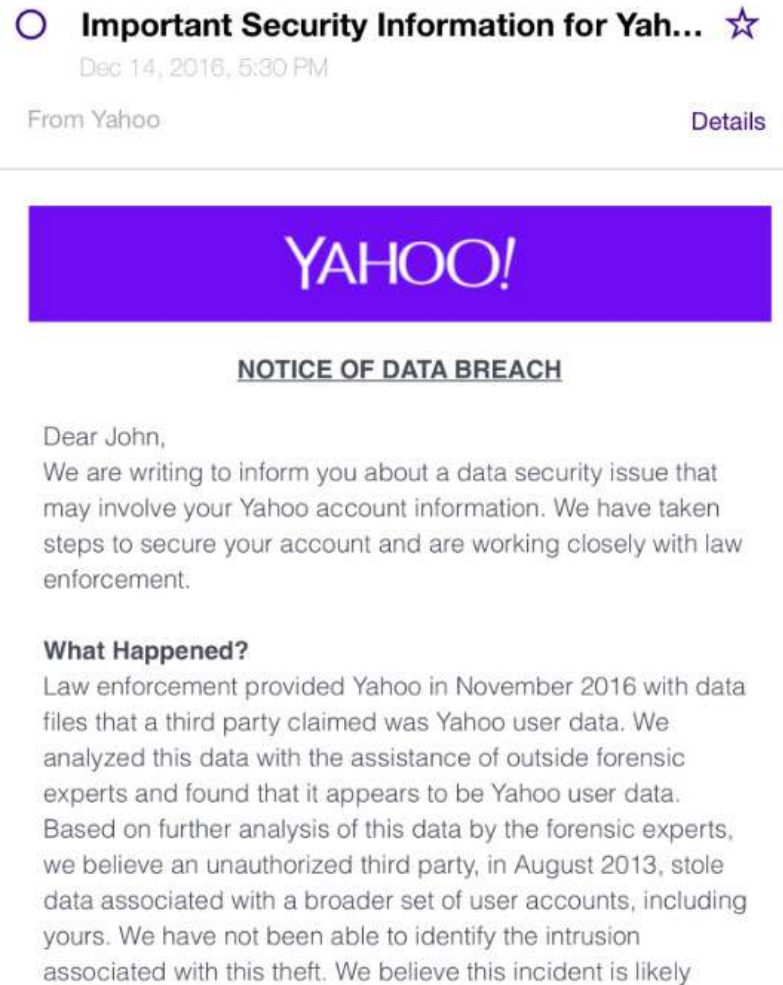 Important Security Information for Yah...
Dec 14, 2016, 5:30 PM
From Yahoo
Details
YAHOO!
NOTICE OF DATA BREACH
Dear John,
We are writing to inform you about a data security issue that
may involve your Yahoo account information. We have taken
steps to secure your account and are working closely with law
enforcement.
What Happened?
Law enforcement provided Yahoo in November 2016 with data
files that a third party claimed was Yahoo user data. We
analyzed this data with the assistance of outside forensic
experts and found that it appears to be Yahoo user data.
Based on further analysis of this data by the forensic experts,
we believe an unauthorized third party, in August 2013, stole
data associated with a broader set of user accounts, including
yours. We have not been able to identify the intrusion
associated with this theft. We believe this incident is likely